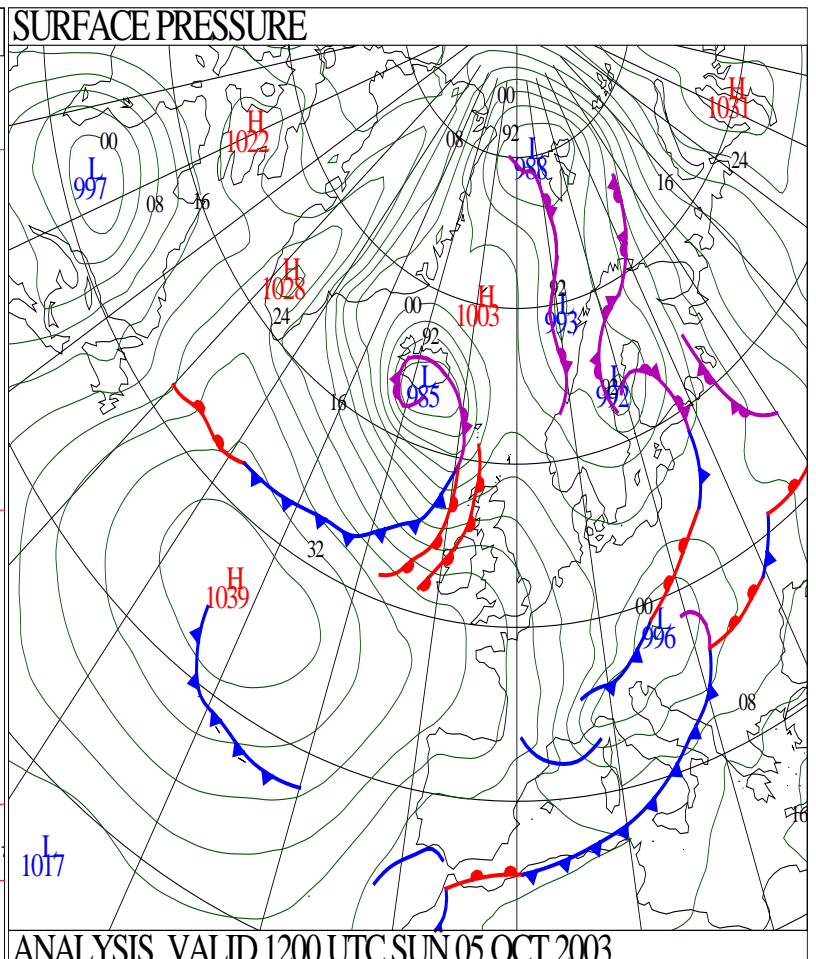 SURFACE PRESSURE
H
1031
00
H
1022
92
00
08
L
988
24
L
997
16
08
16
H
1028
92
H
1003
00
L
993
24
92
L
985
L
992
16
32
H
1039
00
L
996
08
16
L
1017
ANALYSIS VALID 1200 UTC SUN 05 OCT 2003